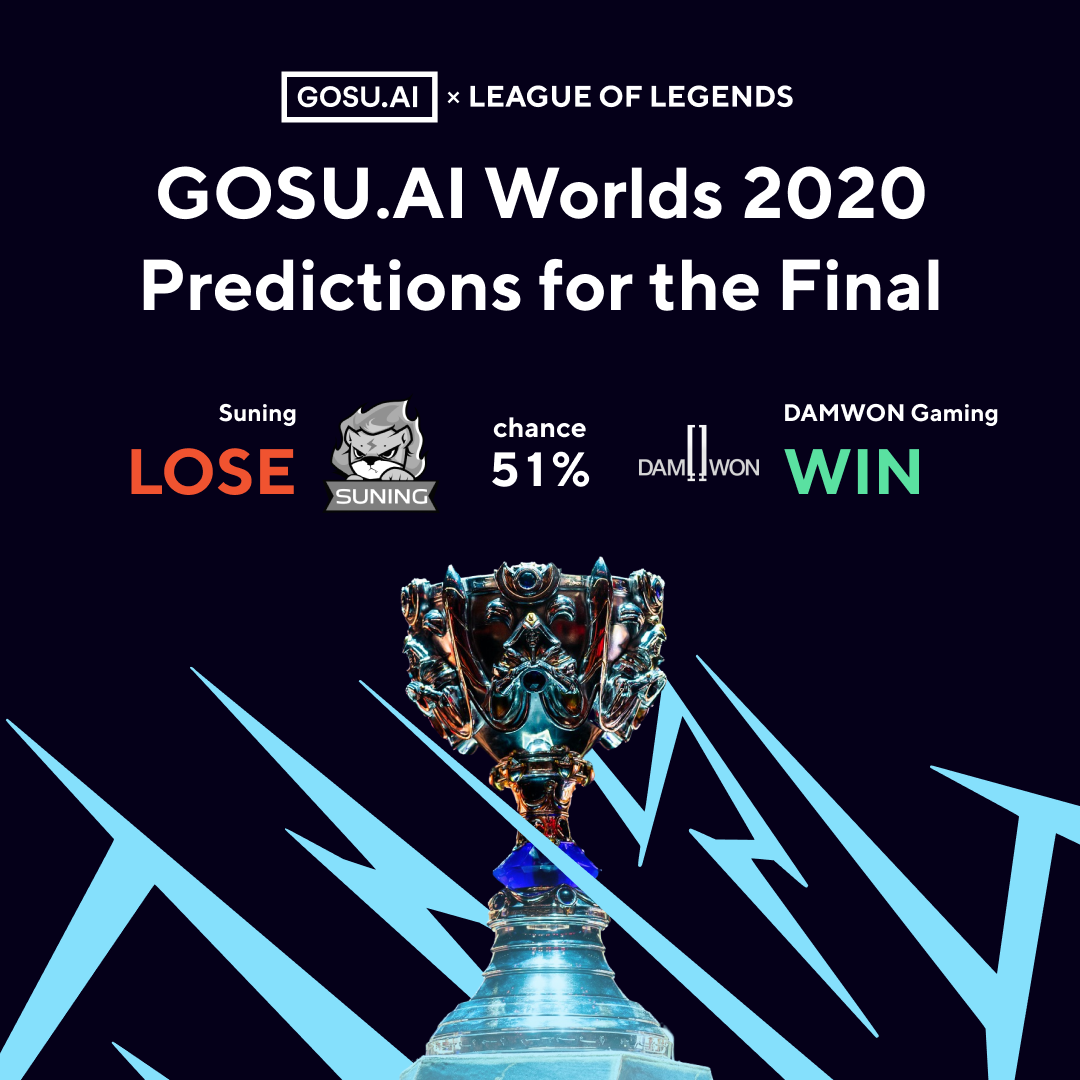 GOSU.AI × LEAGUE OF LEGENDS
GOSU.AI Worlds 2020
Predictions for the Final
Suning
LOSE
SUNING
chance
51%
DAMWON
DAMWON Gaming
WIN